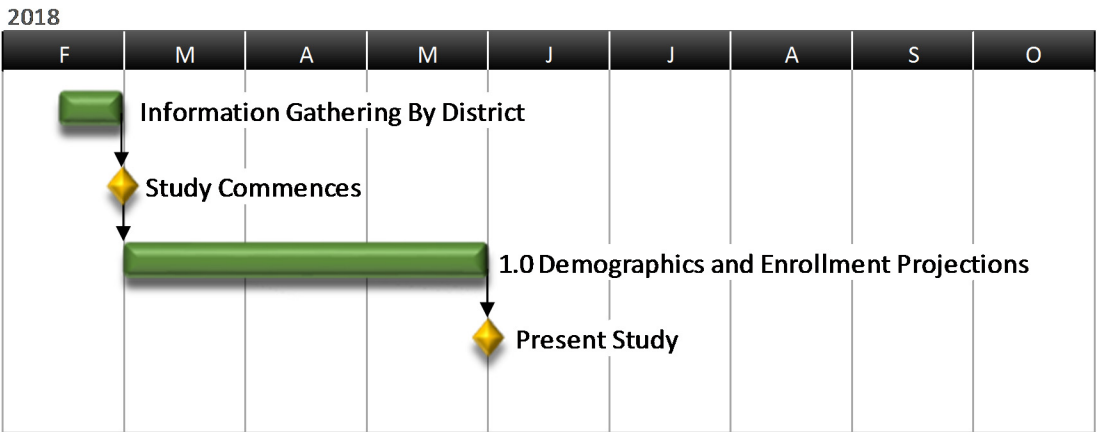 2018
F M A M J J A S O
Information Gathering By District
Study Commences
1.0 Demographics and Enrollment Projections
Present Study